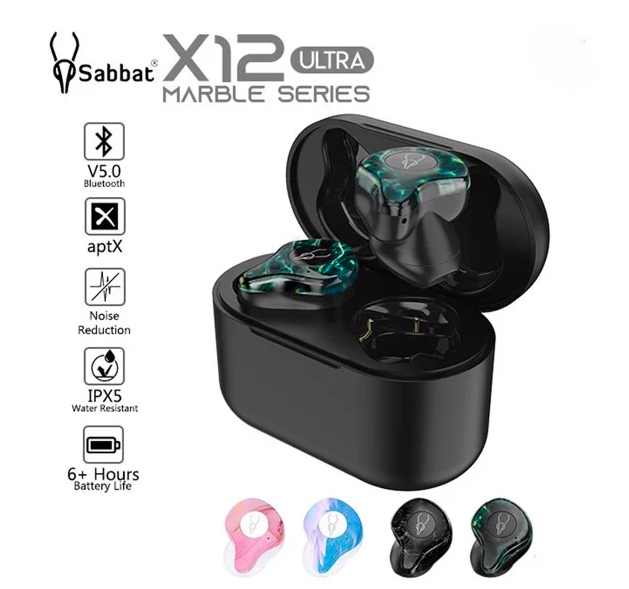 Sabbat®
X12 ULTRA
MARBLE SERIES
V5.0
Bluetooth
aptX
Noise
Reduction
IPX5
Water Resistant
6+ Hours
Battery Life